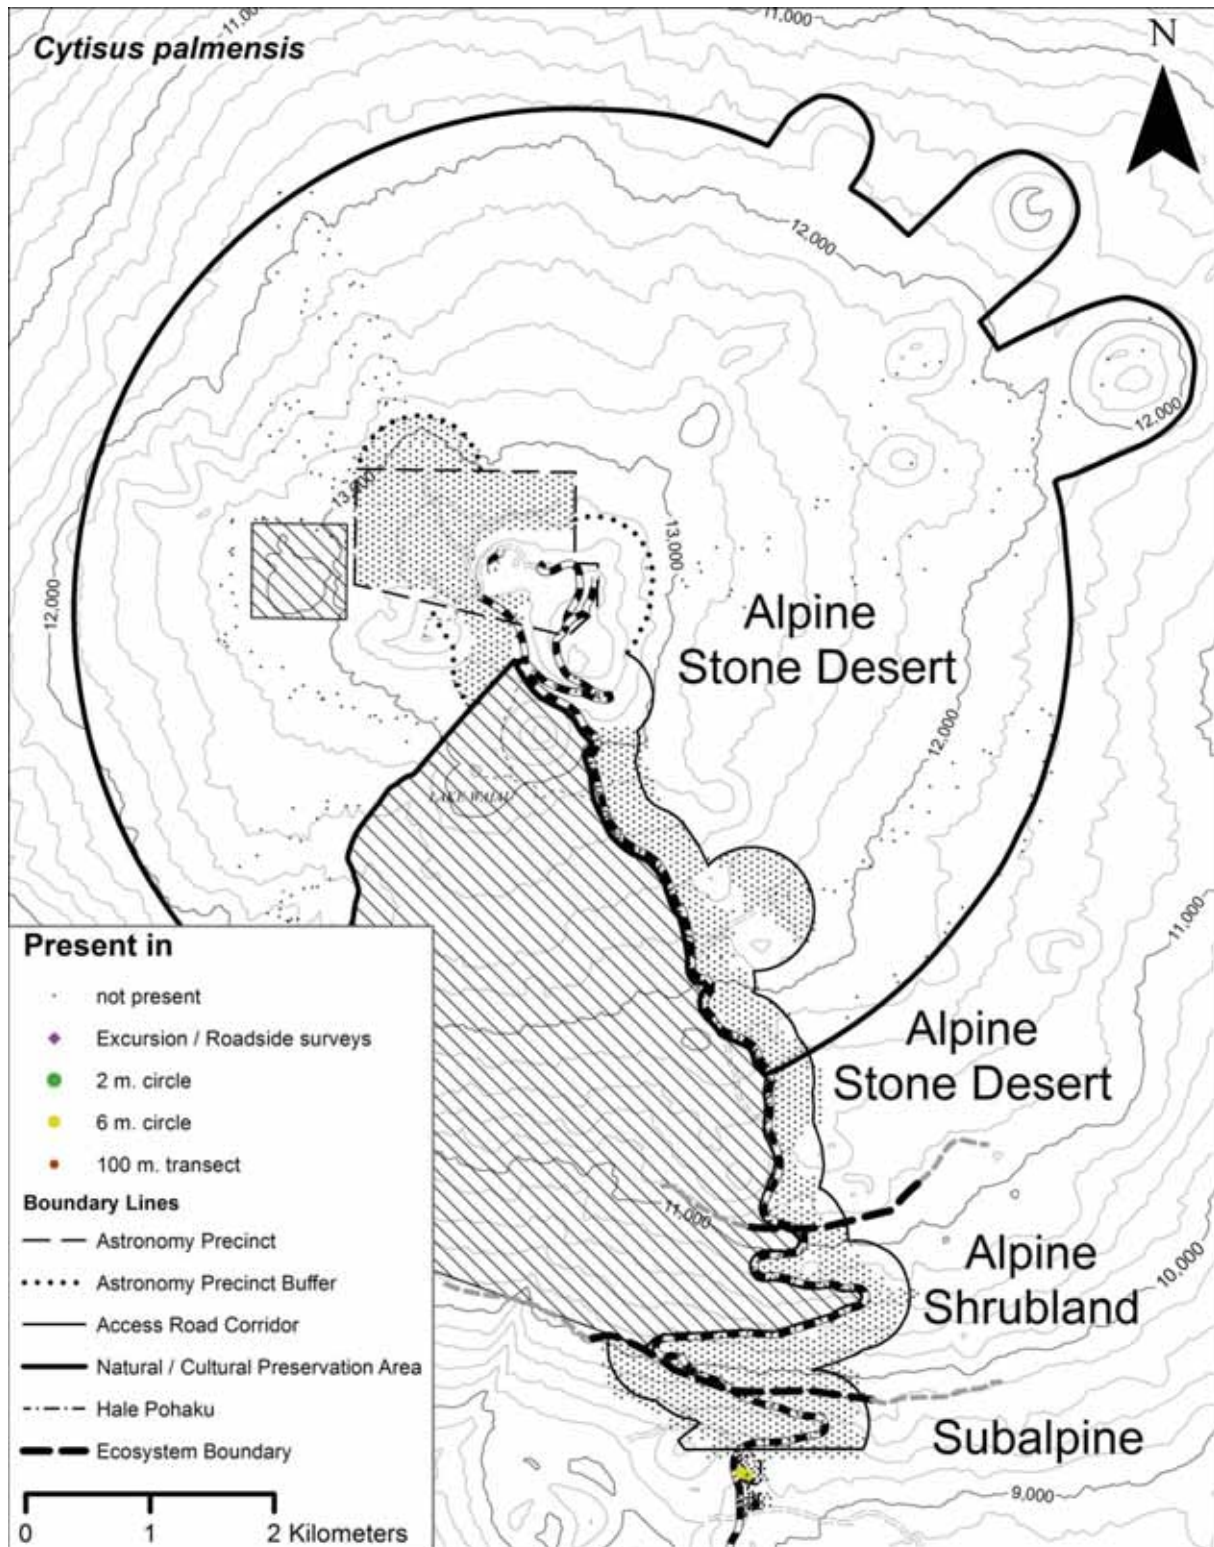 11,000
11,000
Cytisus palmensis
N
12,000
12,000
13,000
13,000
12,000
Alpine
Stone Desert
12,000
LAKE WAIAU
11,000
Present in
not present
Excursion / Roadside surveys
2 m. circle
6 m. circle
100 m. transect
Boundary Lines
Astronomy Precinct
Astronomy Precinct Buffer
Access Road Corridor
Natural / Cultural Preservation Area
Hale Pohaku
Ecosystem Boundary
0 1 2 Kilometers
Alpine
Stone Desert
11,000
Alpine
Shrubland
10,000
Subalpine
9,000